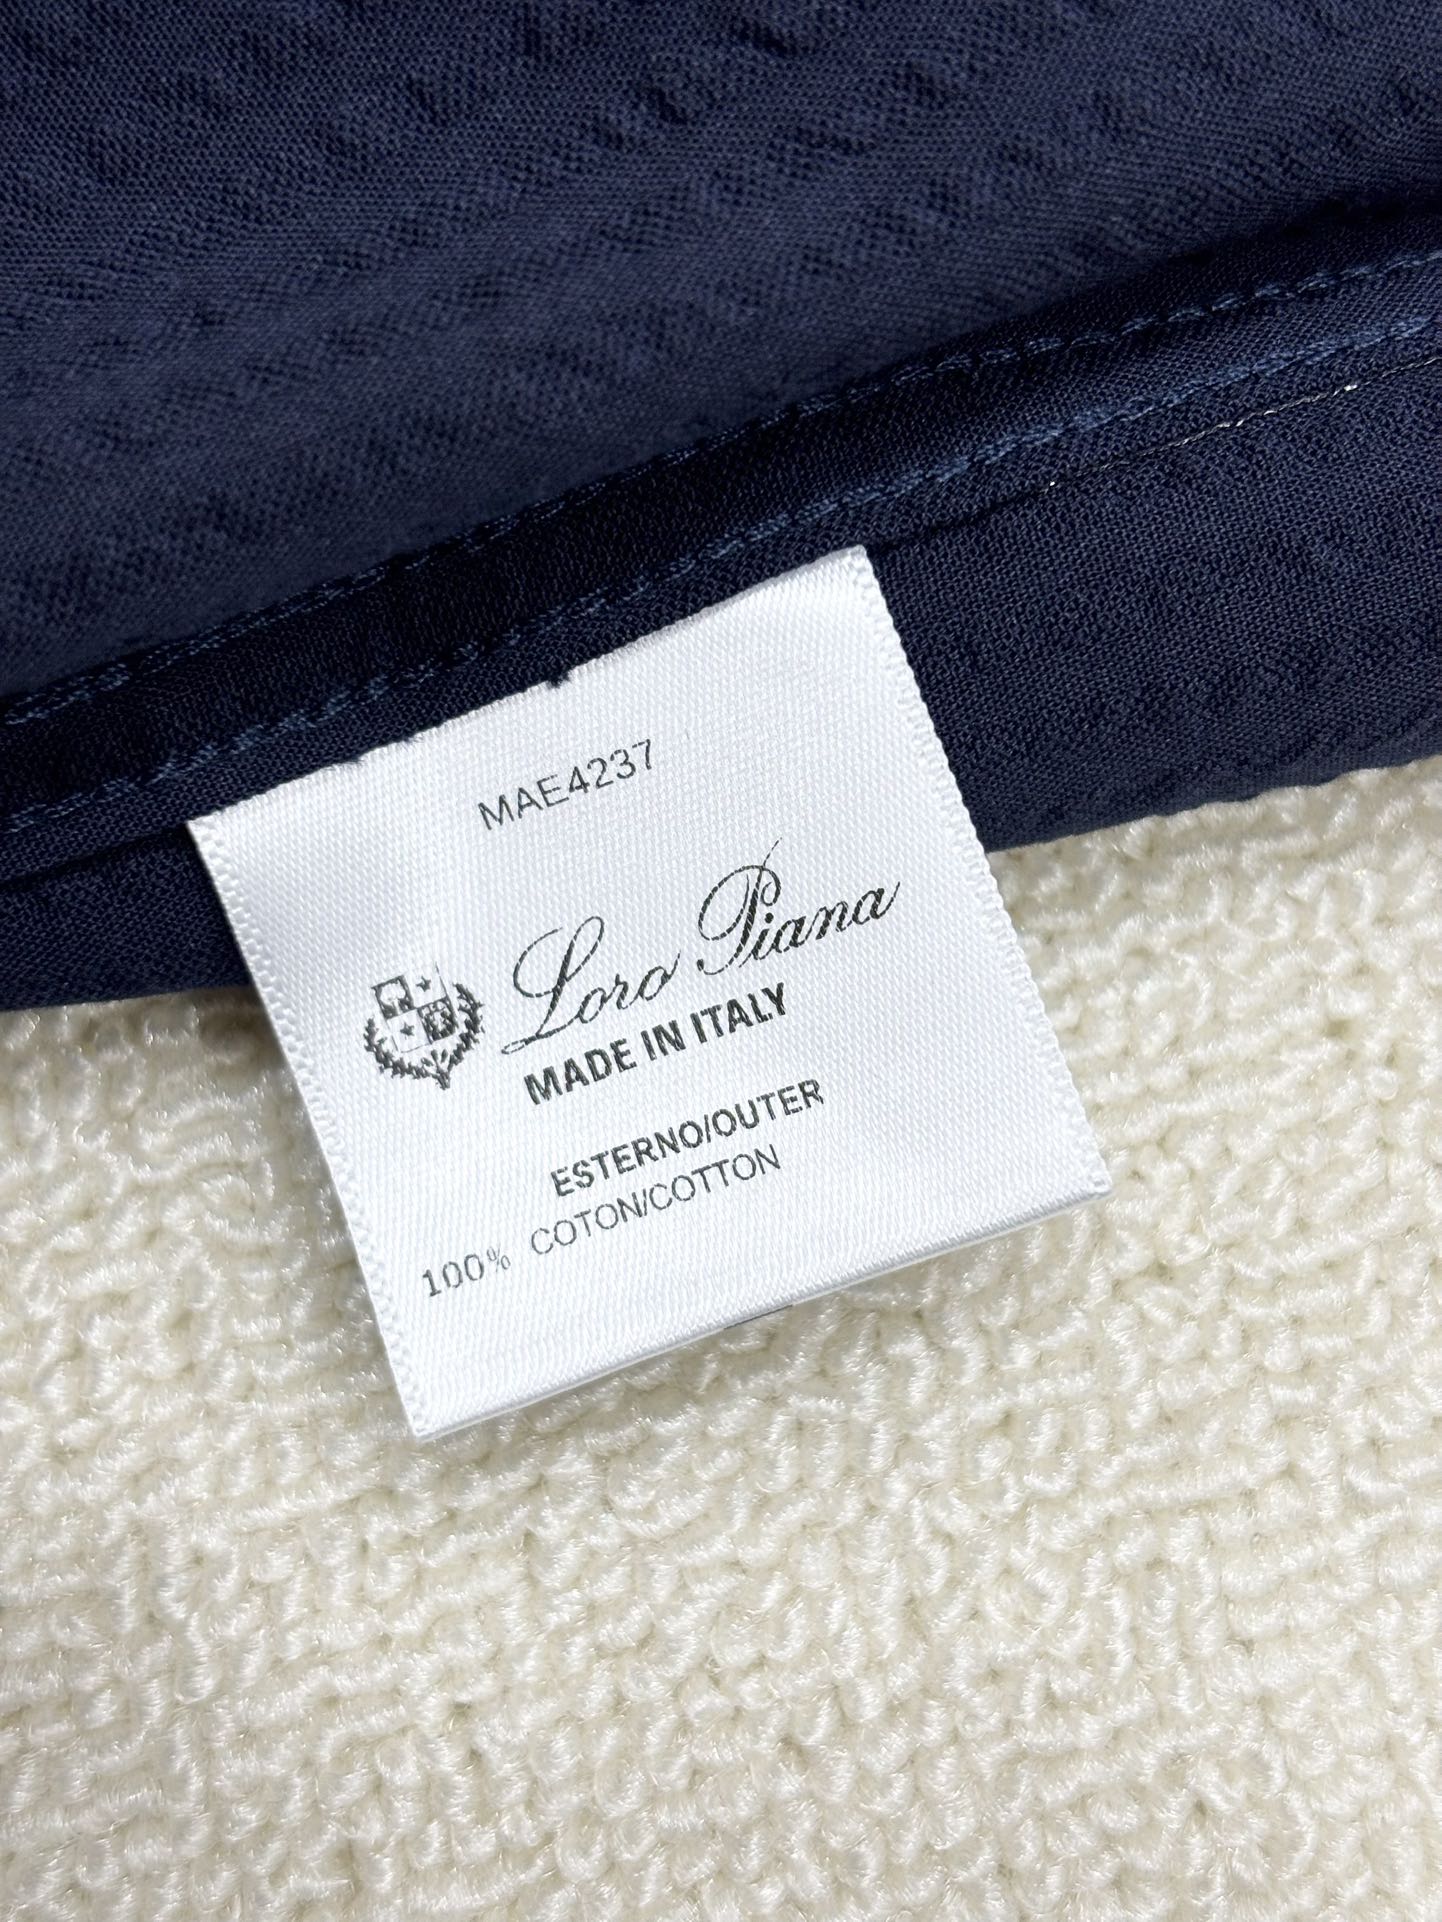 MAE4237
Loro Piana
MADE IN ITALY
ESTERNO/OUTER
100% COTON/COTTON